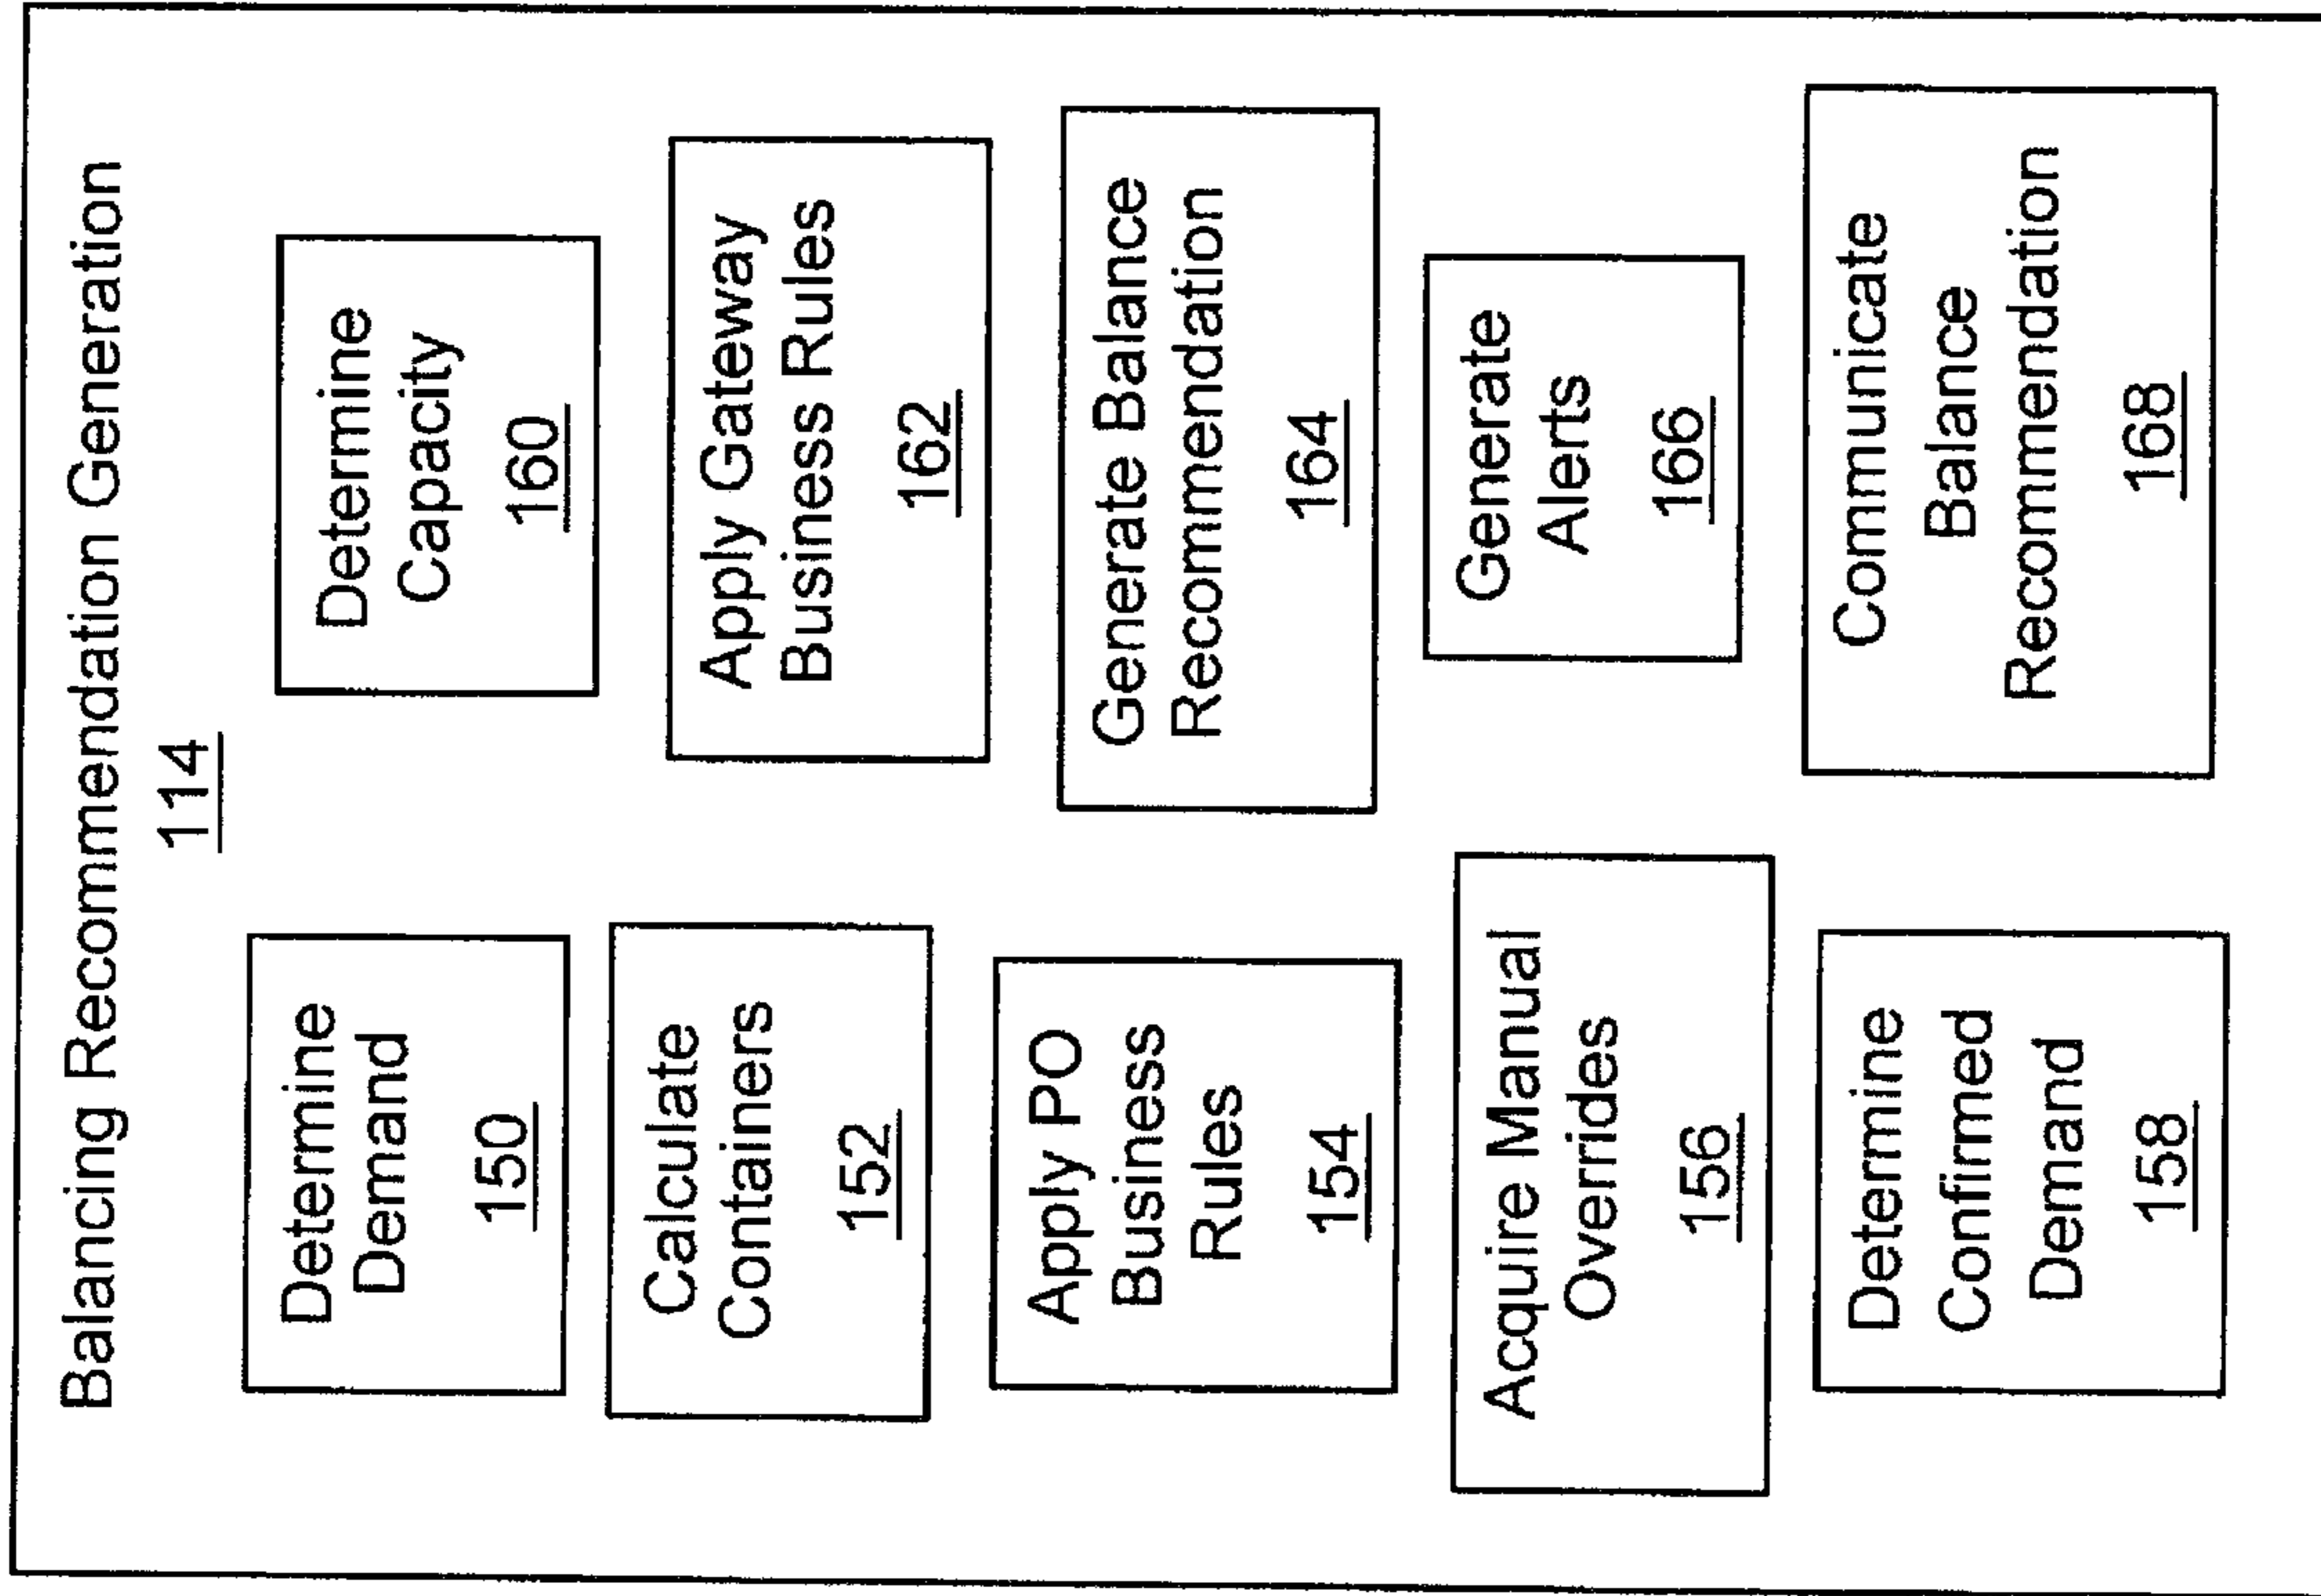 Balancing Recommendation Generation
114
Determine
Demand
150
Calculate
Containers
152
Apply PO
Business
Rules
154
Acquire Manual
Overrides
156
Determine
Confirmed
Demand
158
Determine
Capacity
160
Apply Gateway
Business Rules
162
Generate Balance
Recommendation
164
Generate
Alerts
166
Communicate
Balance
Recommendation
168